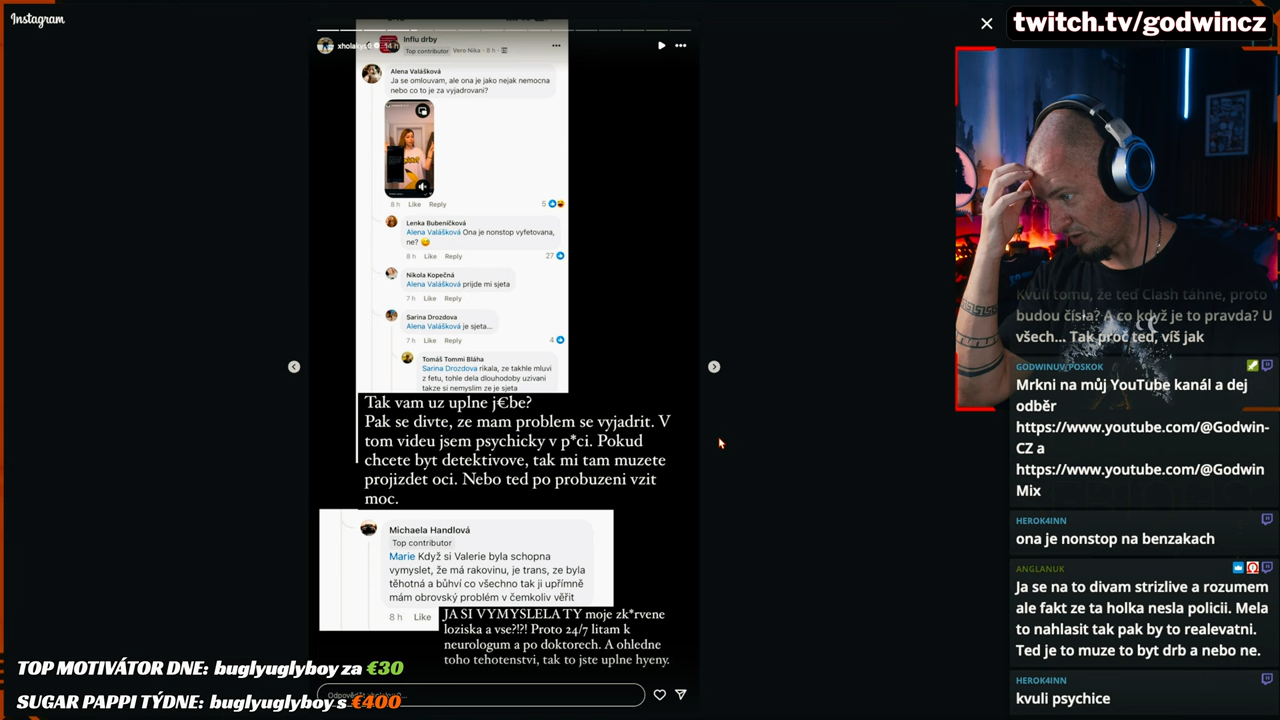 Instagram
twitch.tv/godwincz
14 h
Influ drby
Top contributor Vero Nika · 8 h ·
Alena Valášková
Ja se omlouvam, ale ona je jako nejak nemocna
nebo co to je za vyjadrovani?
8 h Like Reply
5
Lenka Bubeníčková
Alena Valášková Ona je nonstop vyfetovana,
ne?
8 h Like Reply
27
Nikola Kopečná
Alena Valášková prijde mi sjeta
7 h Like Reply
Sarina Drozdova
Alena Valášková je sjeta...
7 h Like Reply
4
Tomáš Tommi Bláha
Sarina Drozdova rikala, ze takhle mluvi
z fetu, tohle dela dlouhodoby uzivani
takze si nemyslim ze je sjeta
Tak vam uz uplne j€be?
Pak se divte, ze mam problem se vyjadrit. V
tom videu jsem psychicky v p*ci. Pokud
chcete byt detektivove, tak mi tam muzete
projizdet oci. Nebo ted po probuzeni vzit
moc.
Michaela Handlová
Top contributor
Marie Když si Valerie byla schopna
vymyslet, že má rakovinu, je trans, ze byla
těhotná a bůhví co všechno tak ji upřímně
mám obrovský problém v čemkoliv věřit
8 h Like
JA SI VYMYSLELA TY moje zk*rvene
loziska a vse?!?! Proto 24/7 litam k
neurologum a po doktorech. A ohledne
toho tehotenstvi, tak to jste uplne hyeny.
TOP MOTIVÁTOR DNE: buglyuglyboy za €30
SUGAR PAPPI TÝDNE: buglyuglyboy s €400
Kvůli tomu, že teď Clash táhne, proto
budou čísla? A co když je to pravda? U
všech... Tak proč teď, víš jak
GODWINUV_POSKOK
Mrkni na můj YouTube kanál a dej
odběr
https://www.youtube.com/@Godwin-
CZ a
https://www.youtube.com/@Godwin
Mix
HEROK4INN
ona je nonstop na benzakach
ANGLANUK
Ja se na to divam strizlive a rozumem
ale fakt ze ta holka nesla policii. Mela
to nahlasit tak pak by to realevatni.
Ted je to muze to byt drb a nebo ne.
HEROK4INN
kvuli psychice